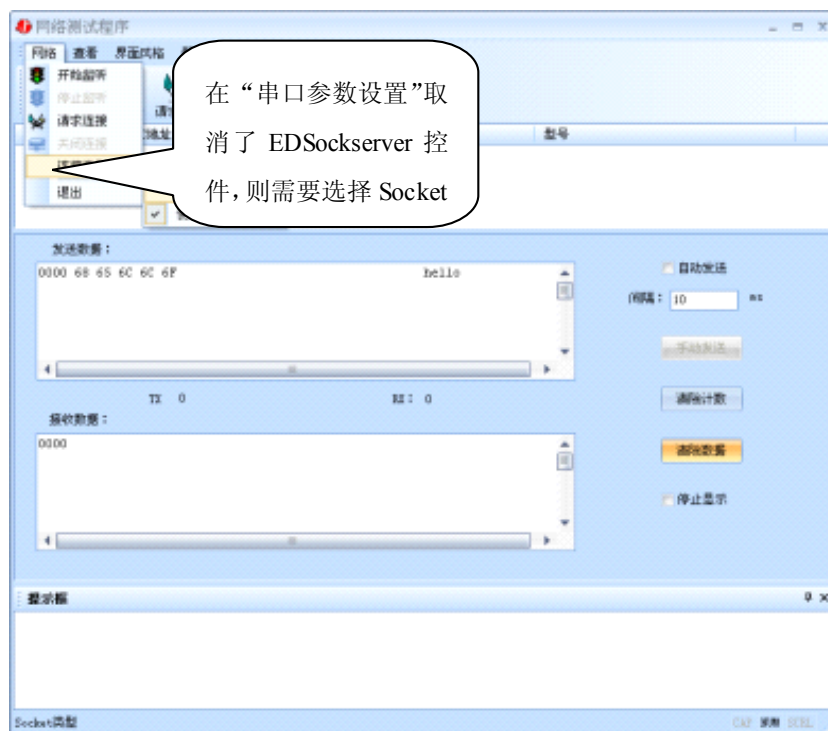 网络测试程序
网络 查看 界面风格
开始监听
停止监听
请求连接
关闭连接
退出
在“串口参数设置”取
消了 EDSockserver 控
件，则需要选择 Socket
型号
发送数据：
0000 68 65 6C 6C 6F hello
自动发送
间隔： 10 ms
手动发送
TX 0 RX： 0
清除计数
接收数据：
0000
清除数据
停止显示
提示框
Socket类型
CAP NUM SCRL